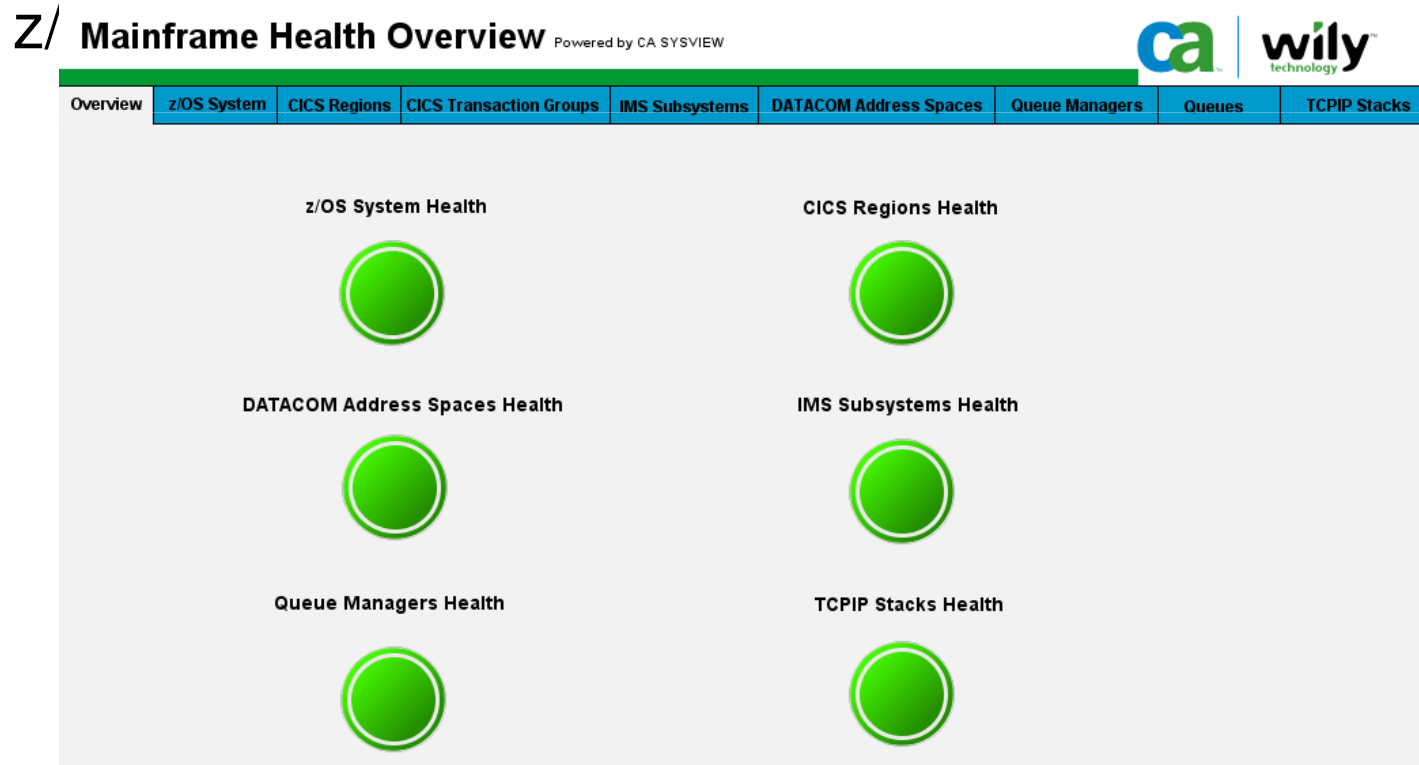 z/ Mainframe Health Overview Powered by CA SYSVIEW
ca wily technology
Overview z/OS System CICS Regions CICS Transaction Groups IMS Subsystems DATACOM Address Spaces Queue Managers Queues TCPIP Stacks
z/OS System Health CICS Regions Health
DATACOM Address Spaces Health IMS Subsystems Health
Queue Managers Health TCPIP Stacks Health